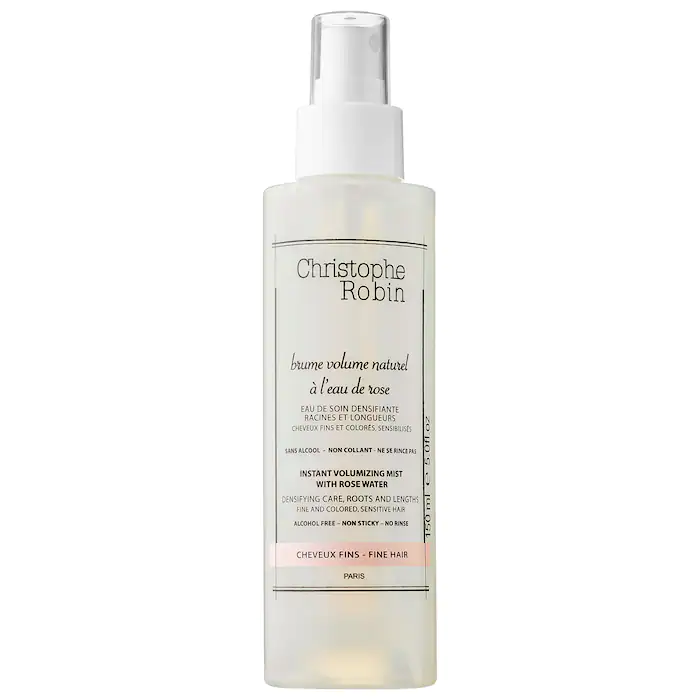 Christophe
Robin
brume volume naturel
à l'eau de rose
EAU DE SOIN DENSIFIANTE
RACINES ET LONGUEURS
CHEVEUX FINS ET COLORÉS, SENSIBILISÉS
SANS ALCOOL – NON COLLANT - NE SE RINCE PAS
INSTANT VOLUMIZING MIST
WITH ROSE WATER
DENSIFYING CARE, ROOTS AND LENGTHS
FINE AND COLORED, SENSITIVE HAIR
ALCOHOL FREE – NON STICKY – NO RINSE
CHEVEUX FINS - FINE HAIR
PARIS
150 ml ℮ 5.0fl oz